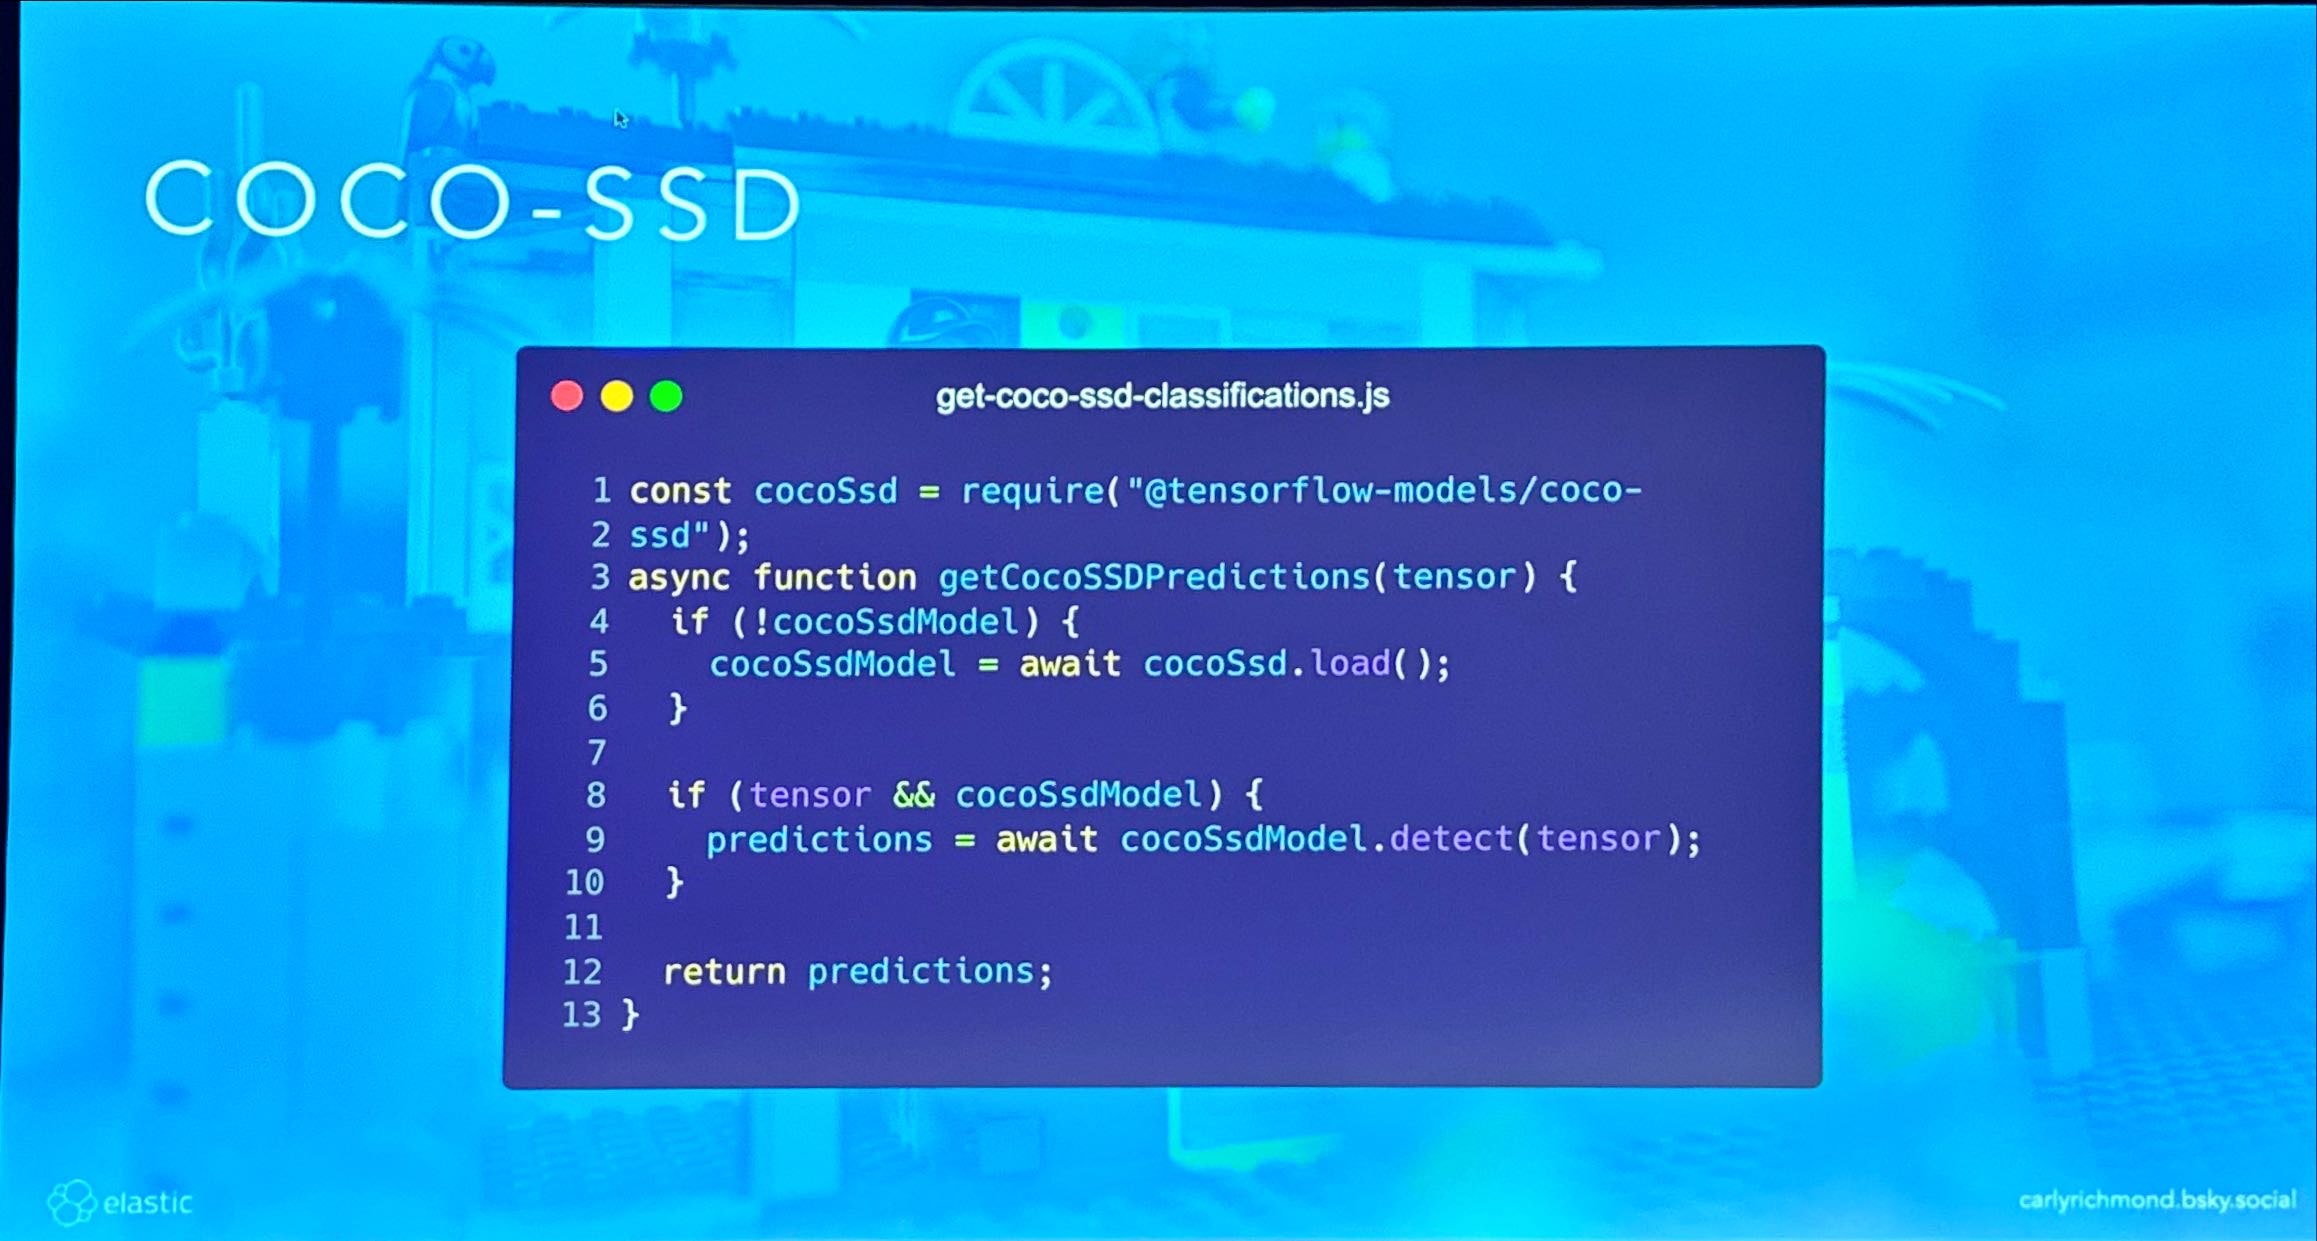 COCO-SSD
get-coco-ssd-classifications.js
1 const cocoSsd = require("@tensorflow-models/coco-
2 ssd");
3 async function getCocoSSDPredictions(tensor) {
4   if (!cocoSsdModel) {
5     cocoSsdModel = await cocoSsd.load();
6   }
7
8   if (tensor && cocoSsdModel) {
9     predictions = await cocoSsdModel.detect(tensor);
10   }
11
12   return predictions;
13 }
elastic
carlyrichmond.bsky.social